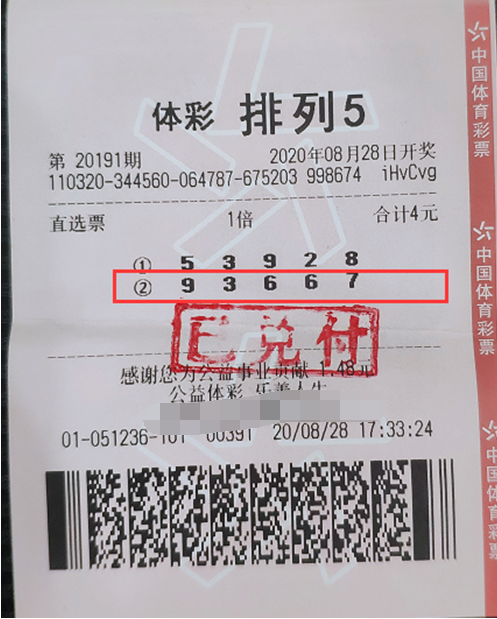 体彩 排列5
第 20191期 2020年08月28日开奖
110320-344560-064787-675203 998674 iHvCvg
直选票 1倍 合计4元
① 5 3 9 2 8
② 9 3 6 6 7
已兑付
感谢您为公益事业贡献 1.48元
公益体彩 乐善人生
01-051236-101 00391 20/08/28 17:33:24
中国体育彩票
中国体育彩票
中国体育彩票